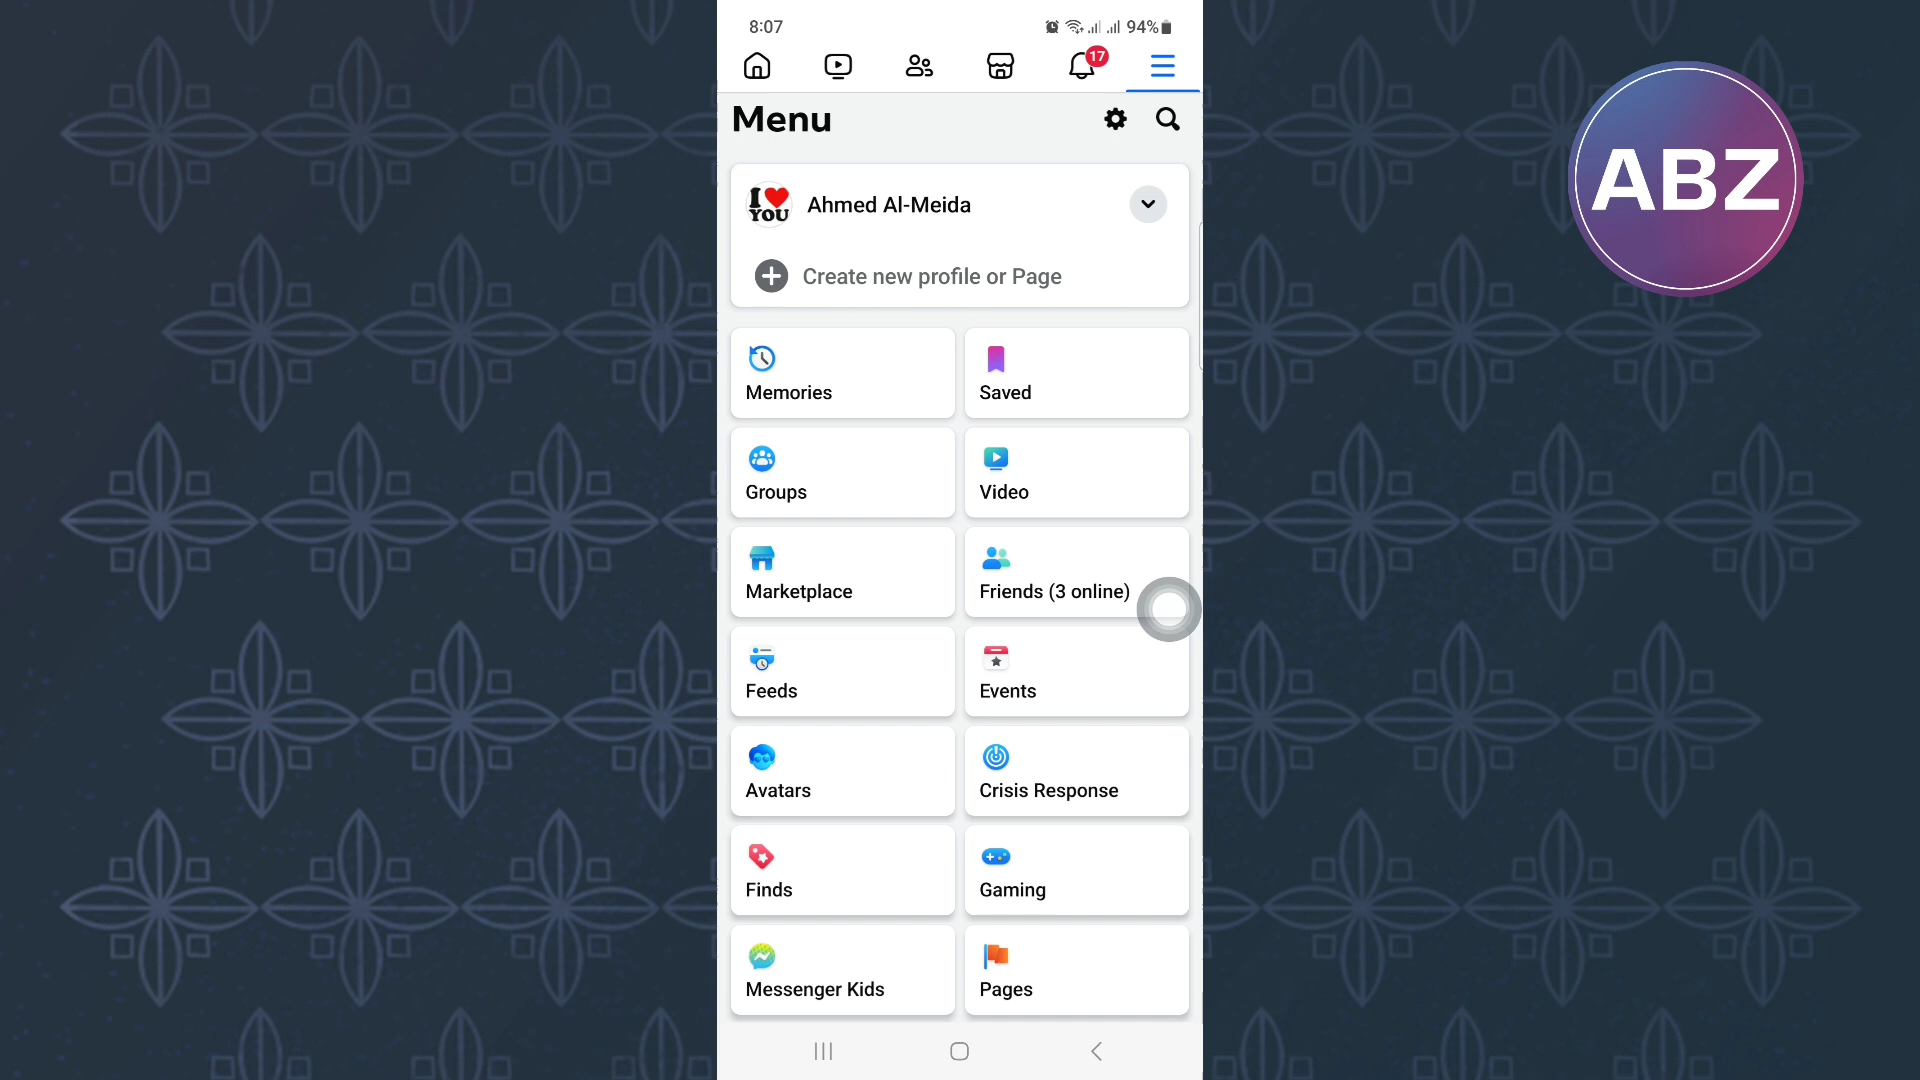 8:07
94%
17
Menu
I
YOU
Ahmed Al-Meida
Create new profile or Page
Memories
Saved
Groups
Video
Marketplace
Friends (3 online)
Feeds
Events
Avatars
Crisis Response
Finds
Gaming
Messenger Kids
Pages
ABZ